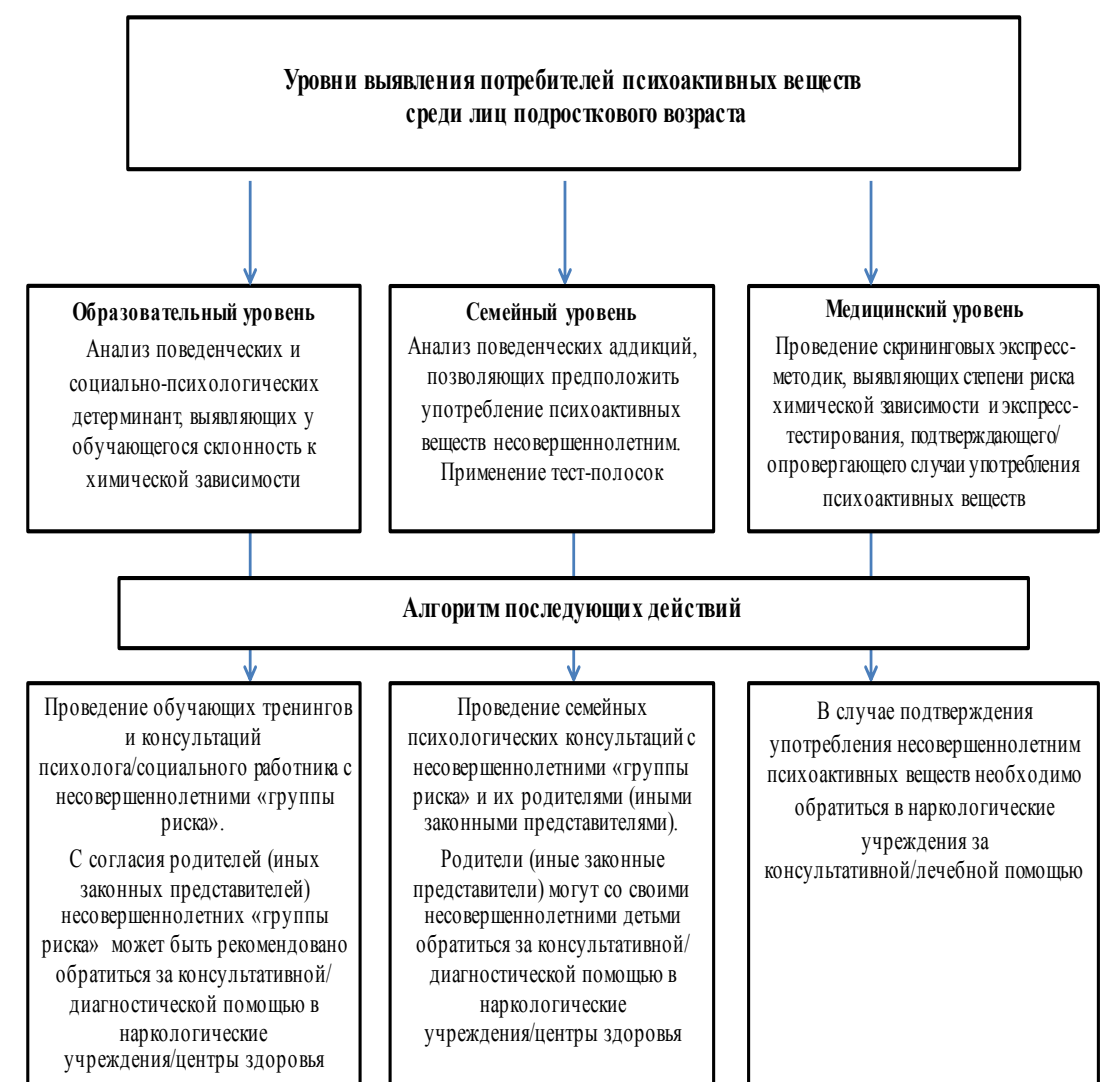 Уровни выявления потребителей психоактивных веществ
среди лиц подросткового возраста
Образовательный уровень
Анализ поведенческих и
социально-психологических
детерминант, выявляющих у
обучающегося склонность к
химической зависимости
Семейный уровень
Анализ поведенческих аддикций,
позволяющих предположить
употребление психоактивных
веществ несовершеннолетним.
Применение тест-полосок
Медицинский уровень
Проведение скрининговых экспресс-
методик, выявляющих степени риска
химической зависимости и экспресс-
тестирования, подтверждающего/
опровергающего случаи употребления
психоактивных веществ
Алгоритм последующих действий
Проведение обучающих тренингов
и консультаций
психолога/социального работника с
несовершеннолетними «группы
риска».
С согласия родителей (иных
законных представителей)
несовершеннолетних «группы
риска» может быть рекомендовано
обратиться за консультативной/
диагностической помощью в
наркологические
учреждения/центры здоровья
Проведение семейных
психологических консультаций с
несовершеннолетними «группы
риска» и их родителями (иными
законными представителями).
Родители (иные законные
представители) могут со своими
несовершеннолетними детьми
обратиться за консультативной/
диагностической помощью в
наркологические
учреждения/центры здоровья
В случае подтверждения
употребления несовершеннолетним
психоактивных веществ необходимо
обратиться в наркологические
учреждения за
консультативной/лечебной помощью